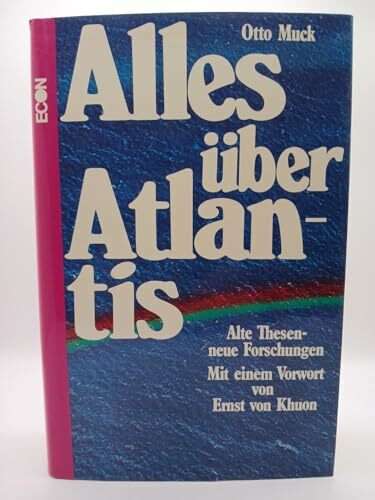 ECON
Otto Muck
Alles
über
Atlan-
tis
Alte Thesen-
neue Forschungen
Mit einem Vorwort
von
Ernst von Khuon